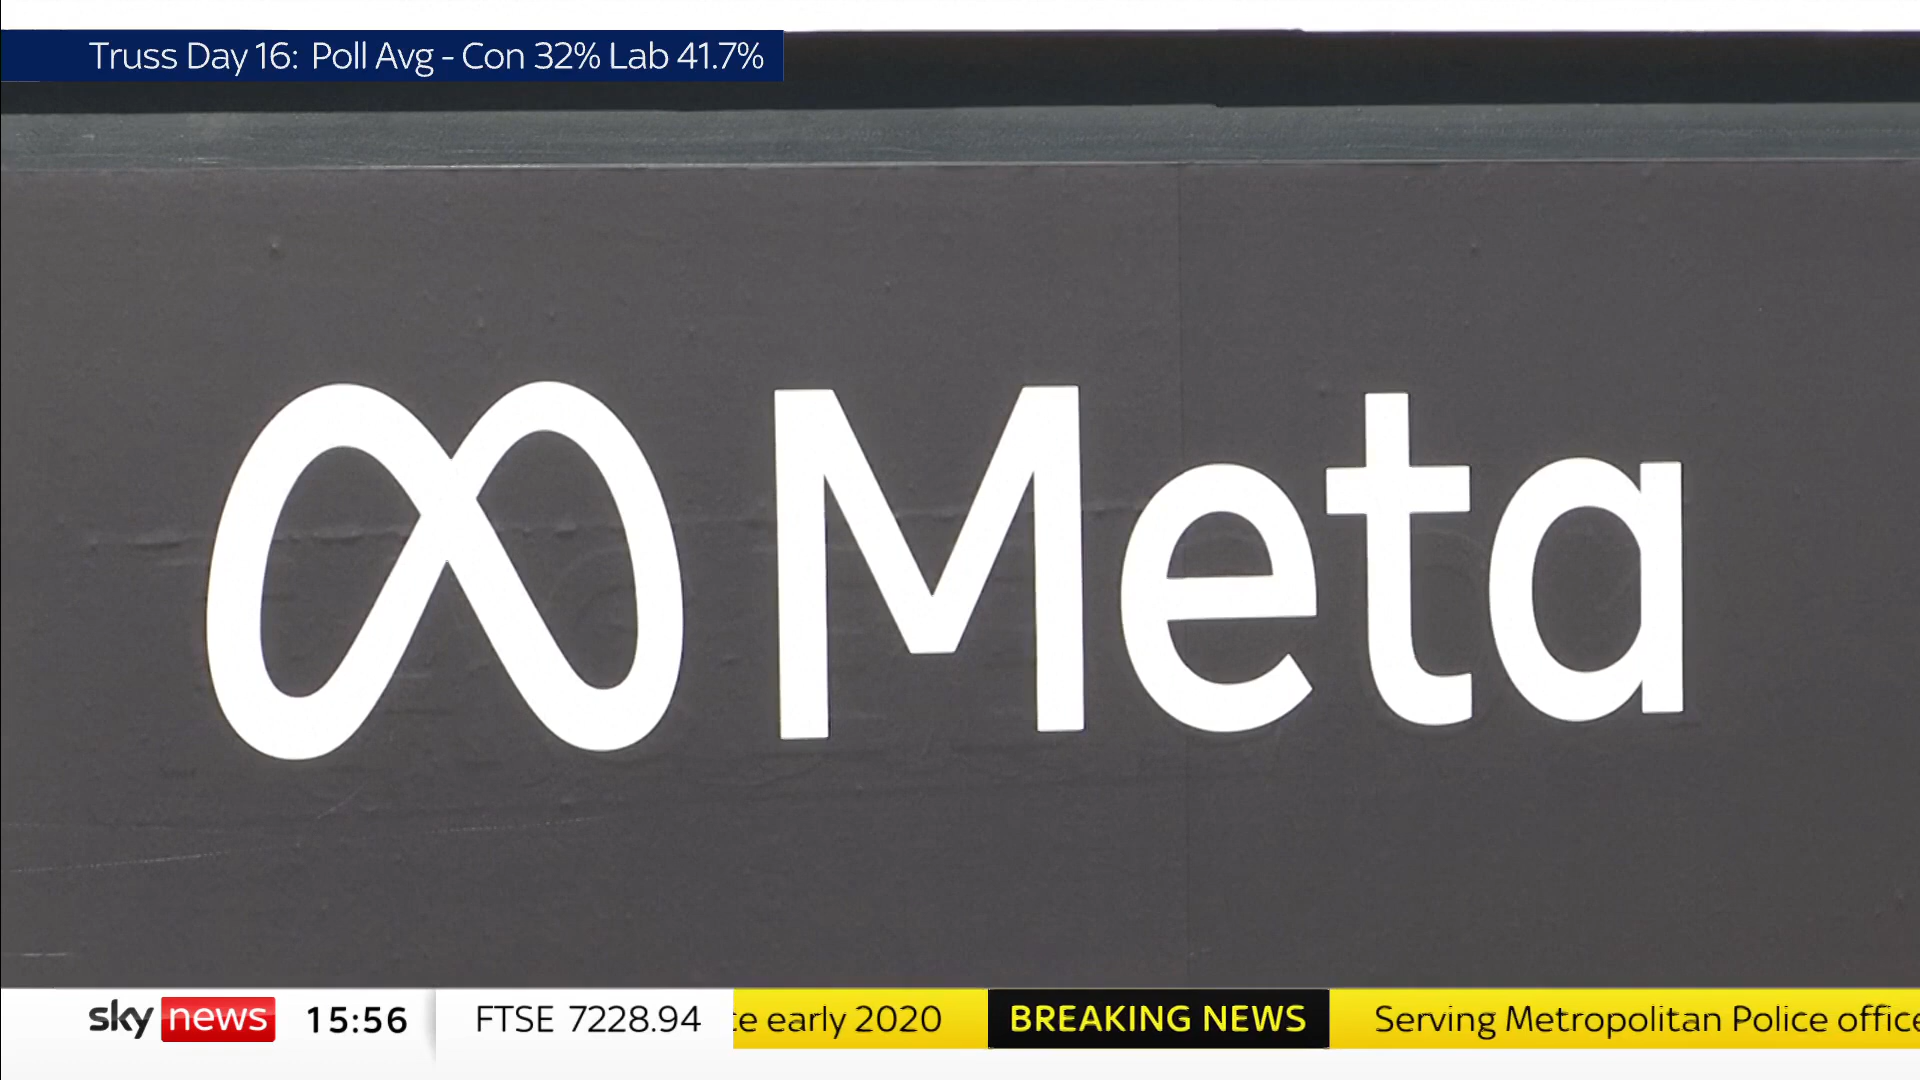 Truss Day 16: Poll Avg - Con 32% Lab 41.7%
Meta
sky news 15:56 FTSE 7228.94 e early 2020 BREAKING NEWS Serving Metropolitan Police